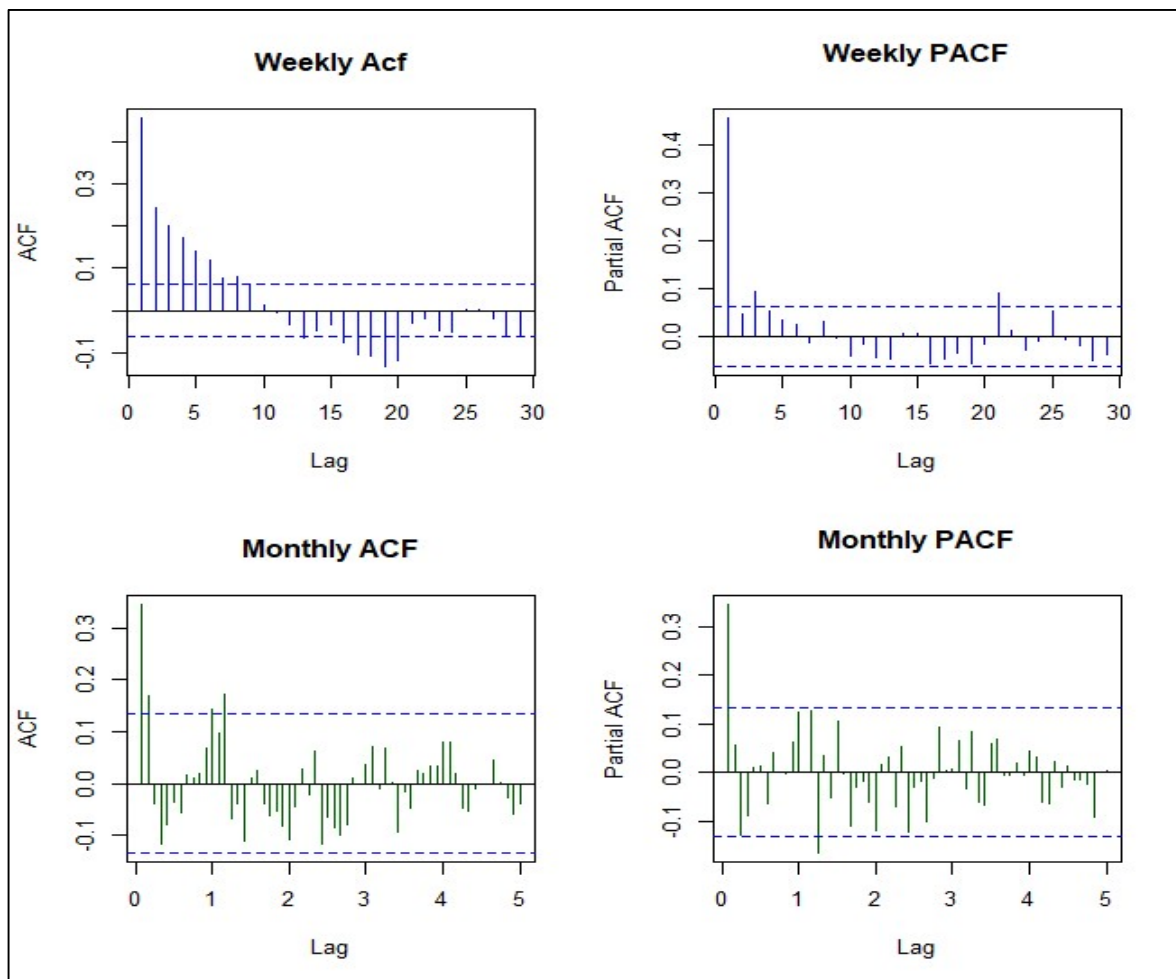 Weekly Acf
ACF
-0.1 0.1 0.3
0 5 10 15 20 25 30
Lag
Weekly PACF
Partial ACF
0.0 0.1 0.2 0.3 0.4
0 5 10 15 20 25 30
Lag
Monthly ACF
ACF
-0.1 0.0 0.1 0.2 0.3
0 1 2 3 4 5
Lag
Monthly PACF
Partial ACF
-0.1 0.0 0.1 0.2 0.3
0 1 2 3 4 5
Lag